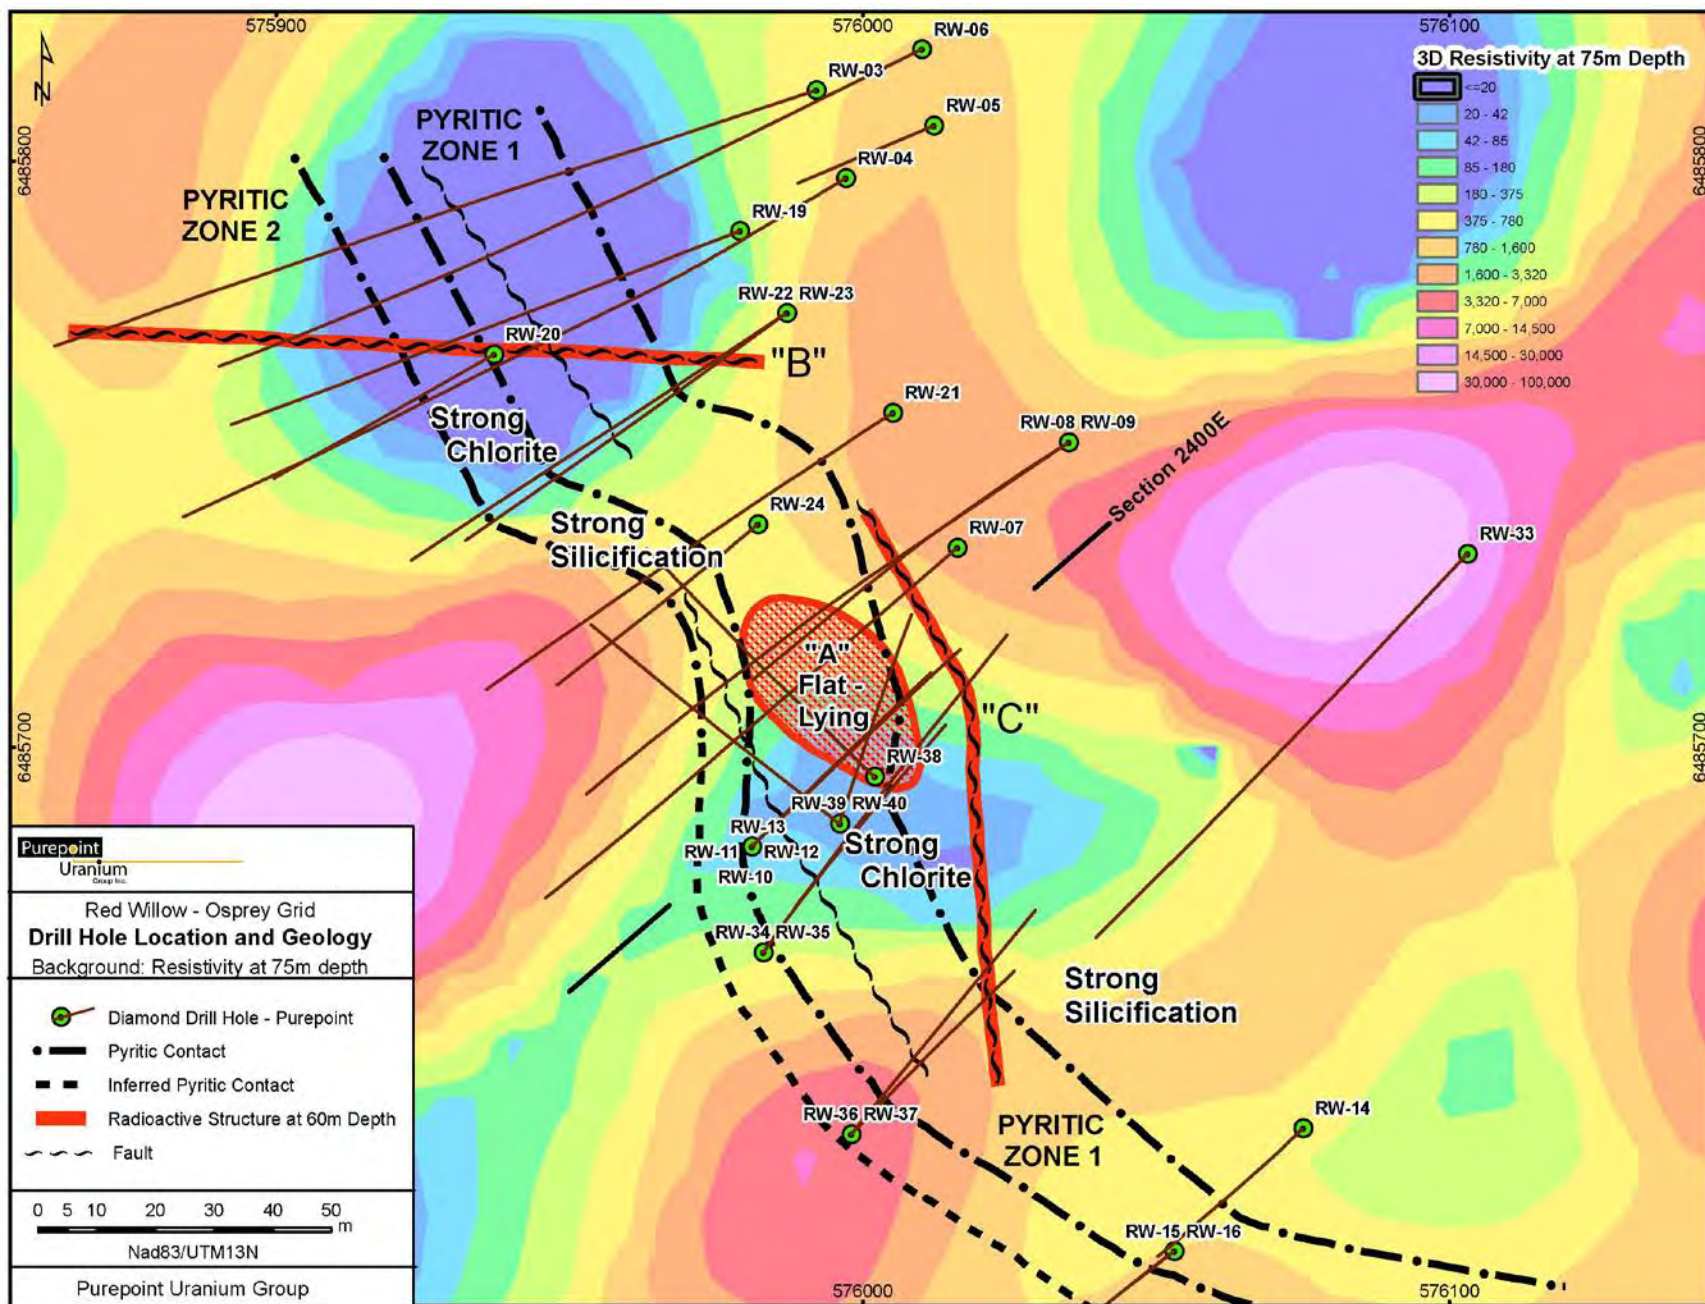 575900
576000
576100
RW-06
RW-03
RW-05
RW-04
RW-19
RW-22 RW-23
RW-20
RW-21
RW-08 RW-09
RW-24
RW-07
RW-33
RW-38
RW-39 RW-40
RW-13
RW-11 RW-12
RW-10
RW-34 RW-35
RW-36 RW-37
RW-14
RW-15 RW-16
N
6485800
6485800
6485700
6485700
PYRITIC
ZONE 1
PYRITIC
ZONE 2
"B"
Strong
Chlorite
Strong
Silicification
"A"
Flat -
Lying
"C"
Section 2400E
Strong
Chlorite
Strong
Silicification
PYRITIC
ZONE 1
3D Resistivity at 75m Depth
<=20
20 - 42
42 - 85
85 - 180
180 - 375
375 - 780
780 - 1,600
1,600 - 3,320
3,320 - 7,000
7,000 - 14,500
14,500 - 30,000
30,000 - 100,000
Purepoint
Uranium
Group Inc.
Red Willow - Osprey Grid
Drill Hole Location and Geology
Background: Resistivity at 75m depth
Diamond Drill Hole - Purepoint
Pyritic Contact
Inferred Pyritic Contact
Radioactive Structure at 60m Depth
Fault
0 5 10 20 30 40 50
m
Nad83/UTM13N
Purepoint Uranium Group
576000
576100